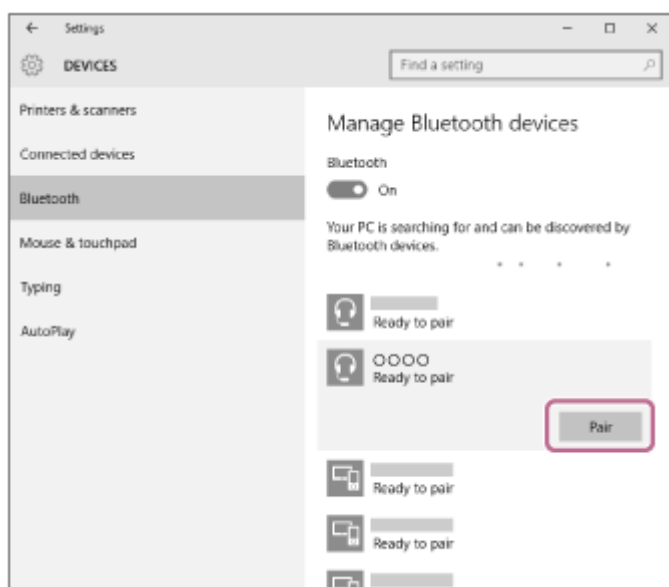 Settings
DEVICES
Find a setting
Printers & scanners
Connected devices
Bluetooth
Mouse & touchpad
Typing
AutoPlay
Manage Bluetooth devices
Bluetooth
On
Your PC is searching for and can be discovered by
Bluetooth devices.
Ready to pair
OOOO
Ready to pair
Pair
Ready to pair
Ready to pair